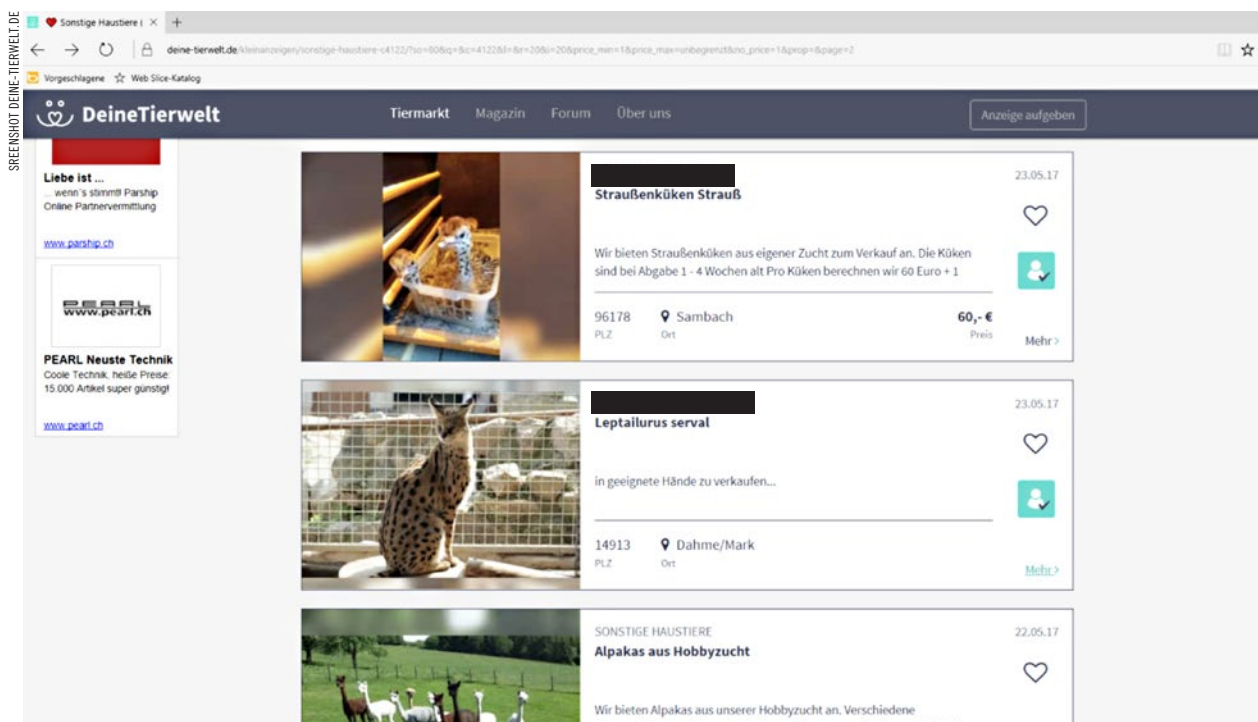 SREENSHOT DEINE-TIERWELT.DE
Sonstige Haustiere (
deine-tierwelt.de/kleinanzeigen/sonstige-haustiere-c4122/
Vorgeschlagene Web Slice-Katalog
DeineTierwelt Tiermarkt Magazin Forum Über uns Anzeige aufgeben
Liebe ist ...
... wenn`s stimmt! Parship
Online Partnervermittlung
www.parship.ch
PEARL
www.pearl.ch
PEARL Neuste Technik
Coole Technik, heiße Preise:
15.000 Artikel super günstig!
www.pearl.ch
23.05.17
Straußenküken Strauß
Wir bieten Straußenküken aus eigener Zucht zum Verkauf an. Die Küken
sind bei Abgabe 1 - 4 Wochen alt Pro Küken berechnen wir 60 Euro + 1
96178 Sambach 60,- €
PLZ Ort Preis
Mehr >
23.05.17
Leptailurus serval
in geeignete Hände zu verkaufen...
14913 Dahme/Mark
PLZ Ort
Mehr >
SONSTIGE HAUSTIERE 22.05.17
Alpakas aus Hobbyzucht
Wir bieten Alpakas aus unserer Hobbyzucht an. Verschiedene